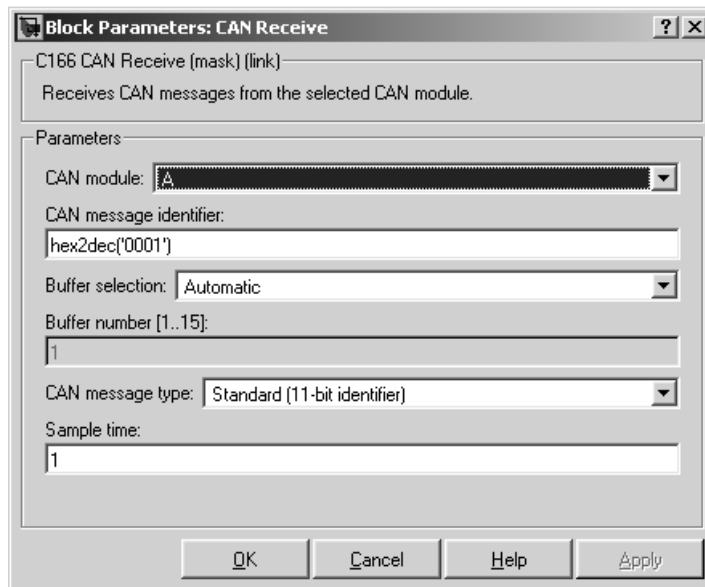 Block Parameters: CAN Receive
C166 CAN Receive (mask) (link)
Receives CAN messages from the selected CAN module.
Parameters
CAN module: A
CAN message identifier:
hex2dec('0001')
Buffer selection: Automatic
Buffer number [1..15]:
1
CAN message type: Standard (11-bit identifier)
Sample time:
1
OK Cancel Help Apply